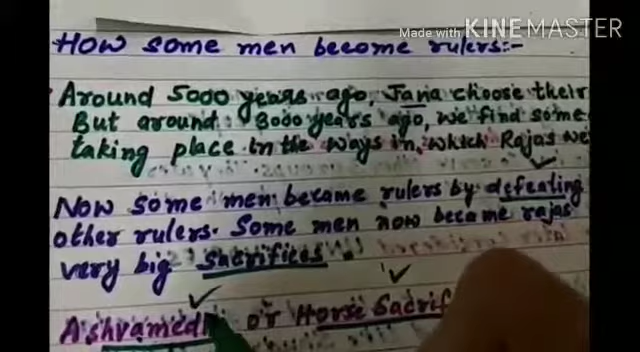 Made with KINEMASTER
How some men become rulers:-
Around 5000 years ago, Jana choose their
But around 3000 years ago, we find some
taking place in the ways in which Rajas we
Now some men became rulers by defeating
other rulers. Some men now became rajas
very big Sacrifices.
Ashvamedh or Horse Sacrif